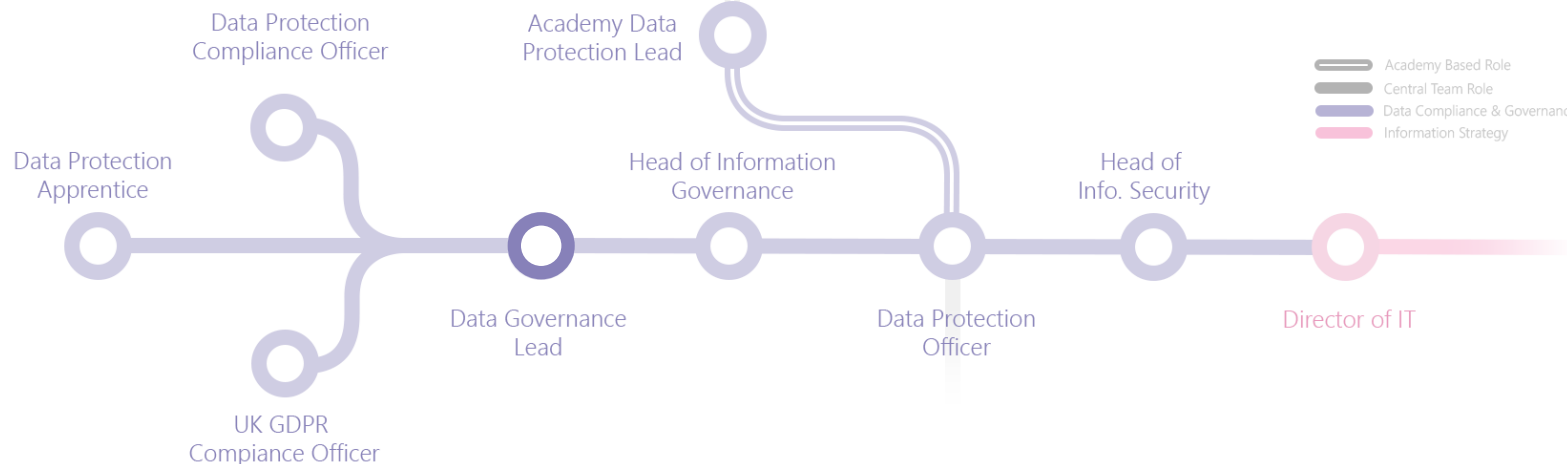 Data Protection
Compliance Officer
Academy Data
Protection Lead
Academy Based Role
Central Team Role
Data Compliance & Governanc
Information Strategy
Data Protection
Apprentice
Head of Information
Governance
Head of
Info. Security
Data Governance
Lead
Data Protection
Officer
Director of IT
UK GDPR
Compiance Officer